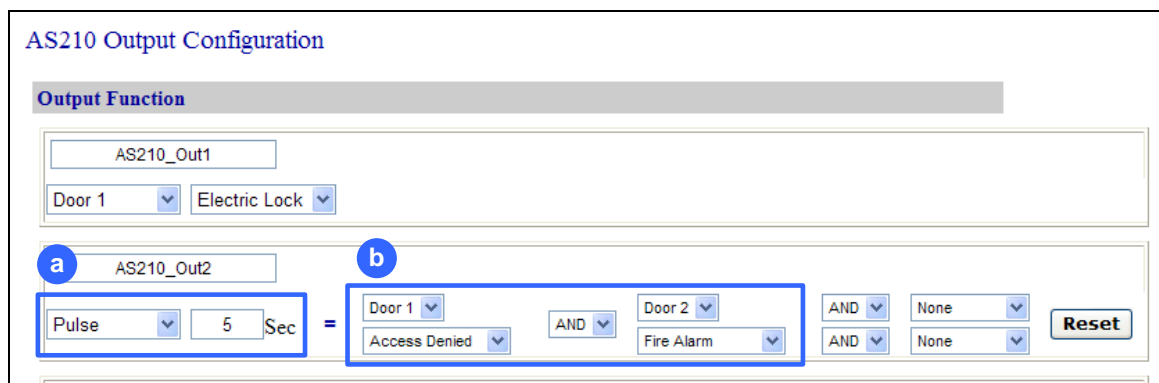 AS210 Output Configuration
Output Function
AS210_Out1
Door 1 Electric Lock
a AS210_Out2 b
Pulse 5 Sec = Door 1 AND Door 2 AND None Reset
Access Denied Fire Alarm AND None